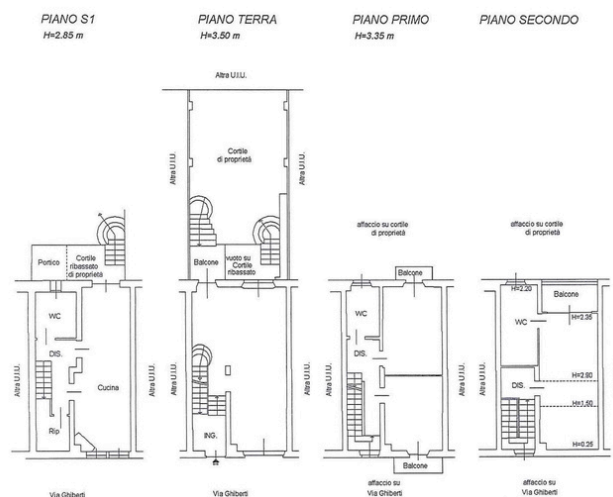 PIANO S1
H=2.85 m
Portico
Cortile
ribassato
di proprietà
WC
DIS.
Cucina
Rip
Altra U.I.U.
Altra U.I.U.
Via Ghiberti
PIANO TERRA
H=3.50 m
Altra U.I.U.
Altra U.I.U.
Altra U.I.U.
Cortile
di proprietà
Balcone
vuoto su
Cortile
ribassato
ING.
Via Ghiberti
PIANO PRIMO
H=3.35 m
affaccio su cortile
di proprietà
Balcone
WC
DIS.
Altra U.I.U.
Altra U.I.U.
Balcone
affaccio su
Via Ghiberti
PIANO SECONDO
affaccio su cortile
di proprietà
H=2.20
Balcone
H=2.35
WC
H=2.80
DIS.
H=1.50
H=0.25
Altra U.I.U.
affaccio su
Via Ghiberti